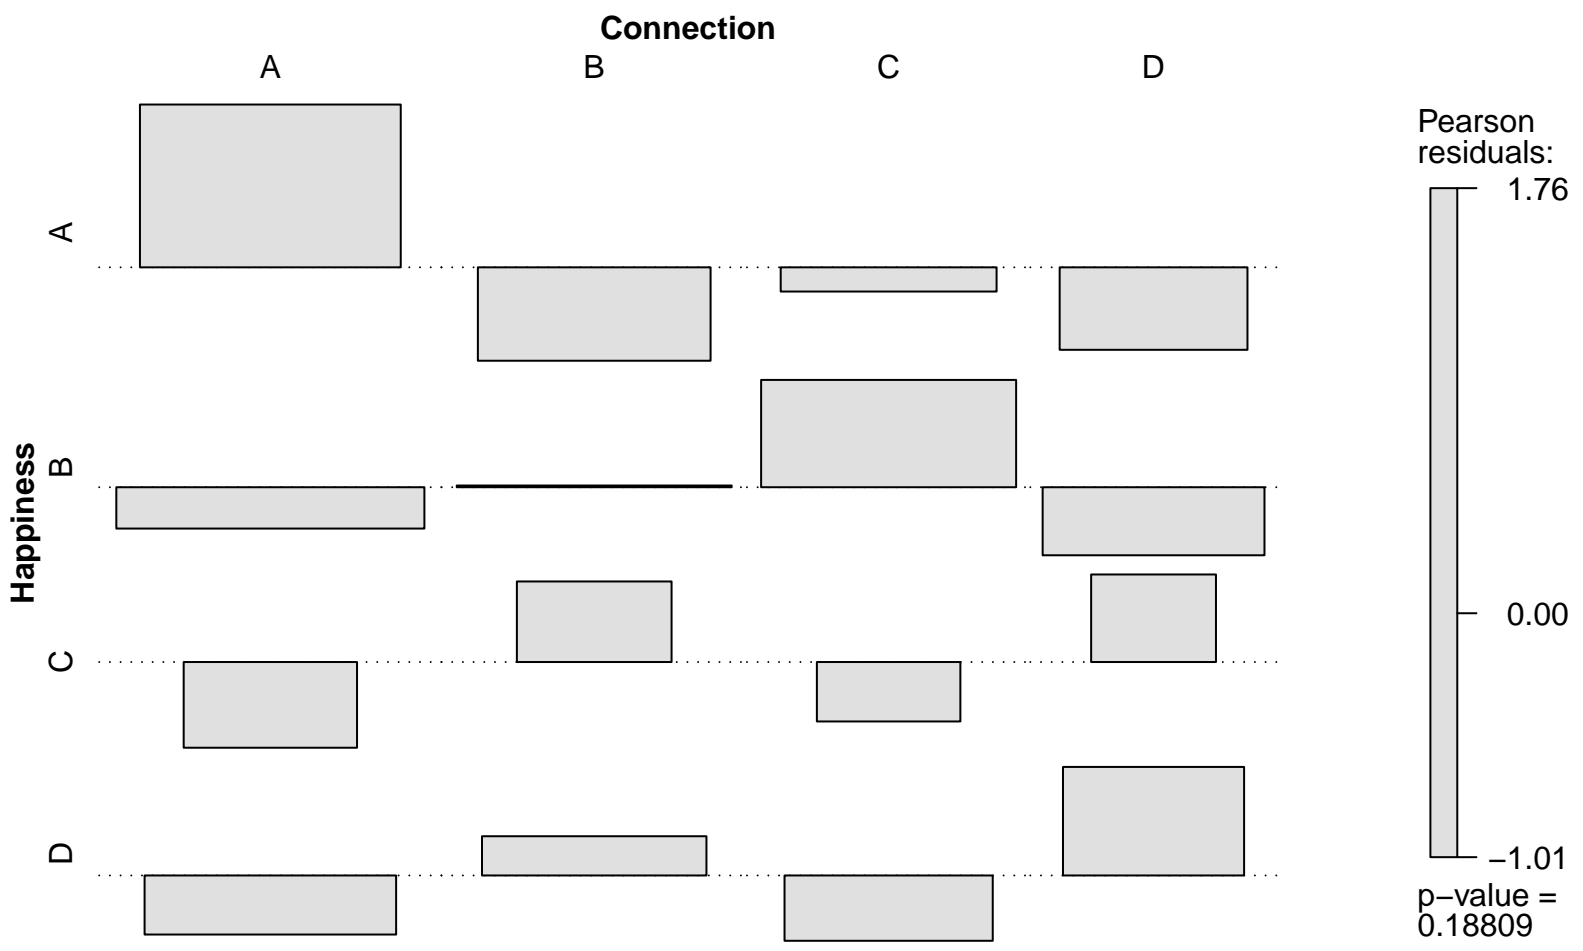 Connection
A B C D
Happiness
A
B
C
D
Pearson
residuals:
1.76
0.00
−1.01
p−value =
0.18809